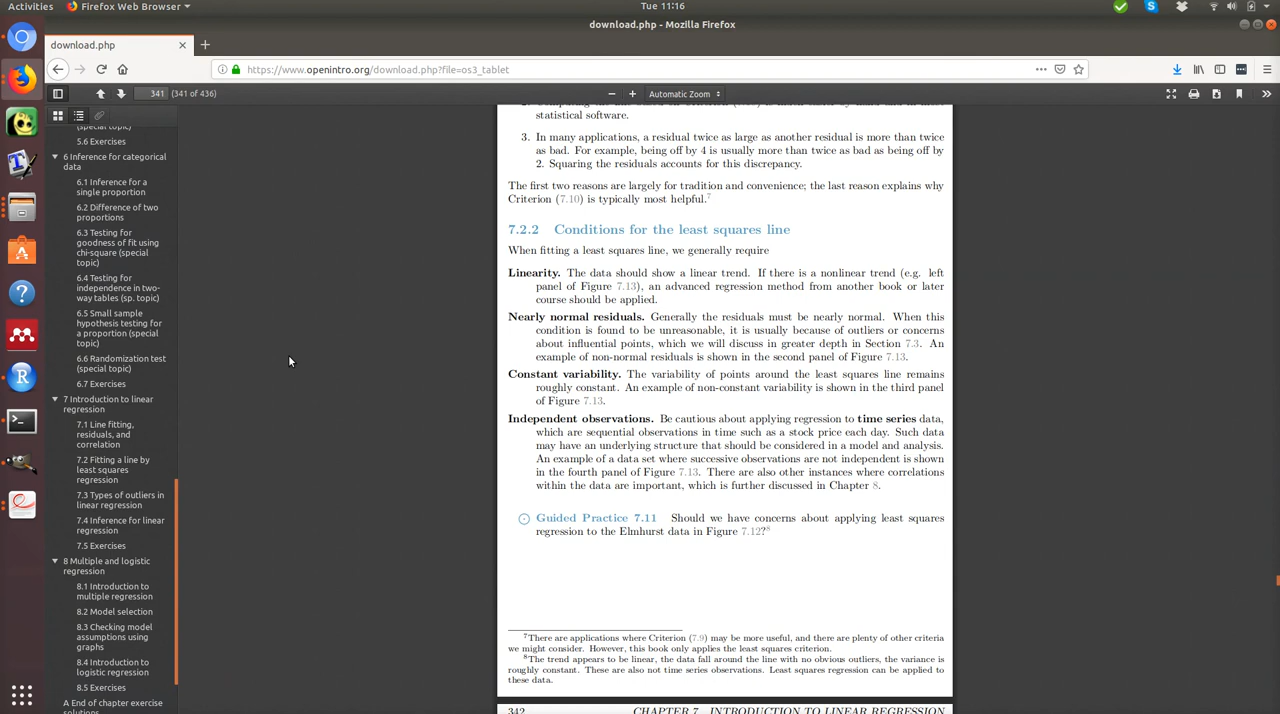 Activities
Firefox Web Browser
Tue 11:16
download.php - Mozilla Firefox
download.php
https://www.openintro.org/download.php?file=os3_tablet
341 (341 of 436)
Automatic Zoom
(special topic)
5.6 Exercises
6 Inference for categorical
data
6.1 Inference for a
single proportion
6.2 Difference of two
proportions
6.3 Testing for
goodness of fit using
chi-square (special
topic)
6.4 Testing for
independence in two-
way tables (sp. topic)
6.5 Small sample
hypothesis testing for
a proportion (special
topic)
6.6 Randomization test
(special topic)
6.7 Exercises
7 Introduction to linear
regression
7.1 Line fitting,
residuals, and
correlation
7.2 Fitting a line by
least squares
regression
7.3 Types of outliers in
linear regression
7.4 Inference for linear
regression
7.5 Exercises
8 Multiple and logistic
regression
8.1 Introduction to
multiple regression
8.2 Model selection
8.3 Checking model
assumptions using
graphs
8.4 Introduction to
logistic regression
8.5 Exercises
A End of chapter exercise
solutions
statistical software.
3. In many applications, a residual twice as large as another residual is more than twice
as bad. For example, being off by 4 is usually more than twice as bad as being off by
2. Squaring the residuals accounts for this discrepancy.
The first two reasons are largely for tradition and convenience; the last reason explains why
Criterion (7.10) is typically most helpful.7
7.2.2 Conditions for the least squares line
When fitting a least squares line, we generally require
Linearity. The data should show a linear trend. If there is a nonlinear trend (e.g. left
panel of Figure 7.13), an advanced regression method from another book or later
course should be applied.
Nearly normal residuals. Generally the residuals must be nearly normal. When this
condition is found to be unreasonable, it is usually because of outliers or concerns
about influential points, which we will discuss in greater depth in Section 7.3. An
example of non-normal residuals is shown in the second panel of Figure 7.13.
Constant variability. The variability of points around the least squares line remains
roughly constant. An example of non-constant variability is shown in the third panel
of Figure 7.13.
Independent observations. Be cautious about applying regression to time series data,
which are sequential observations in time such as a stock price each day. Such data
may have an underlying structure that should be considered in a model and analysis.
An example of a data set where successive observations are not independent is shown
in the fourth panel of Figure 7.13. There are also other instances where correlations
within the data are important, which is further discussed in Chapter 8.
Guided Practice 7.11 Should we have concerns about applying least squares
regression to the Elmhurst data in Figure 7.12?8
7There are applications where Criterion (7.9) may be more useful, and there are plenty of other criteria
we might consider. However, this book only applies the least squares criterion.
8The trend appears to be linear, the data fall around the line with no obvious outliers, the variance is
roughly constant. These are also not time series observations. Least squares regression can be applied to
these data.
342 CHAPTER 7. INTRODUCTION TO LINEAR REGRESSION